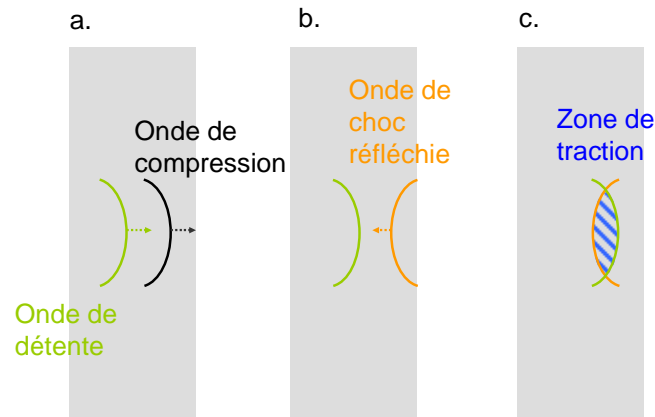 a.
b.
c.
Onde de
compression
Onde de
détente
Onde de
choc
réfléchie
Zone de
traction